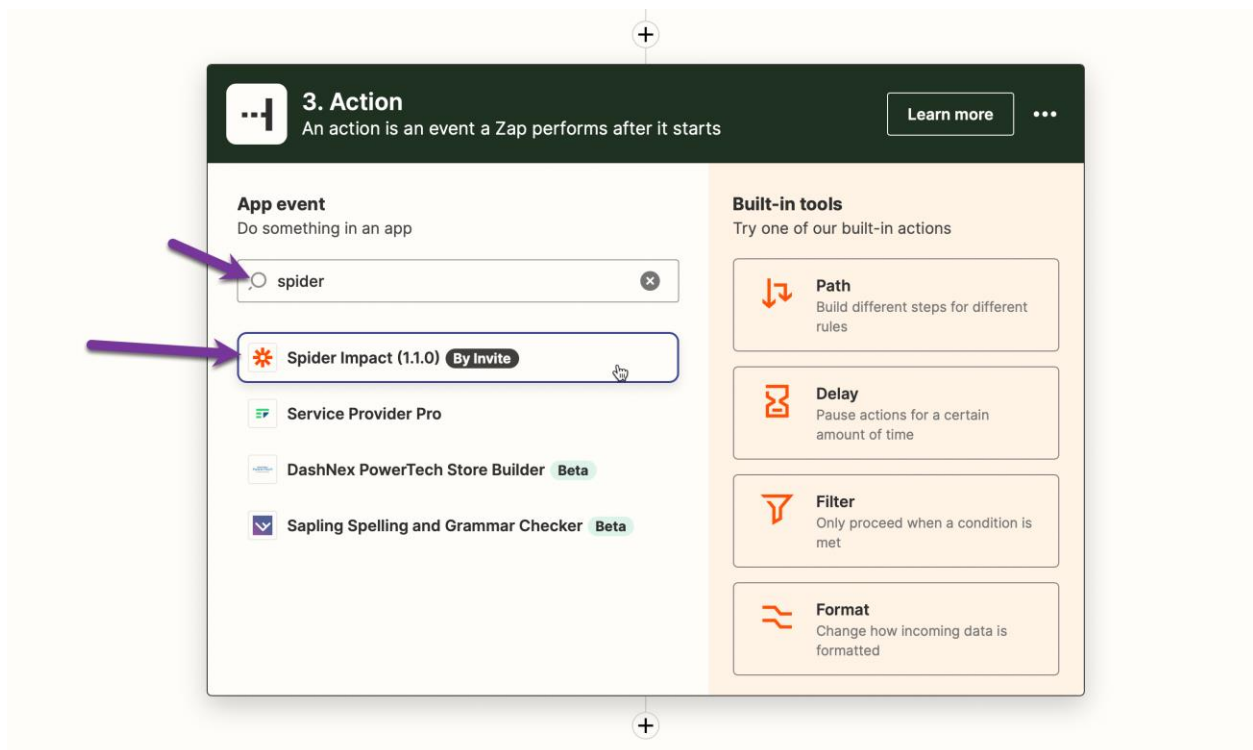 3. Action
An action is an event a Zap performs after it starts
Learn more
App event
Do something in an app
spider
Spider Impact (1.1.0) By Invite
Service Provider Pro
DashNex PowerTech Store Builder Beta
Sapling Spelling and Grammar Checker Beta
Built-in tools
Try one of our built-in actions
Path
Build different steps for different
rules
Delay
Pause actions for a certain
amount of time
Filter
Only proceed when a condition is
met
Format
Change how incoming data is
formatted